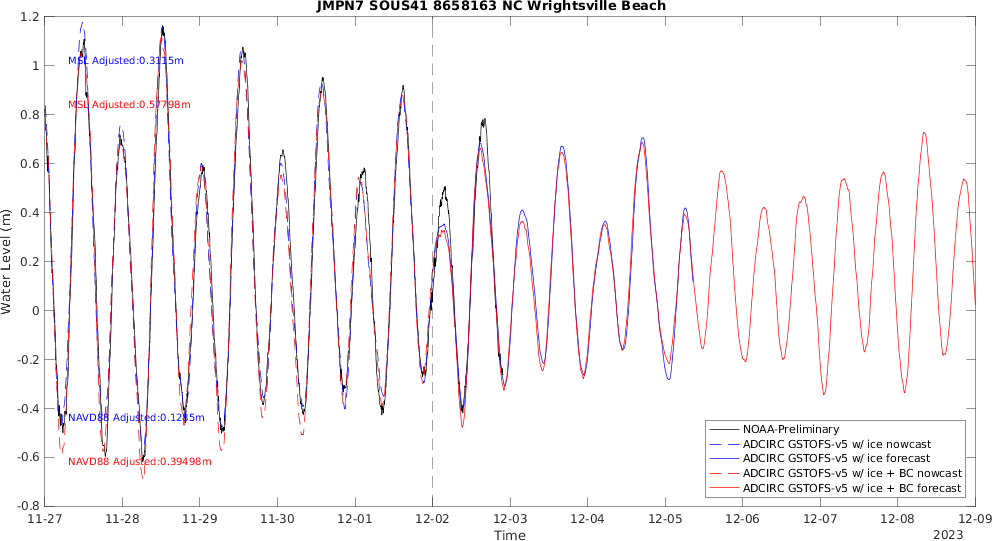 JMPN7 SOUS41 8658163 NC Wrightsville Beach
1.2
1
0.8
0.6
0.4
0.2
0
-0.2
-0.4
-0.6
-0.8
Water Level (m)
MSL Adjusted:0.3115m
MSL Adjusted:0.57798m
NAVD88 Adjusted:0.1285m
NAVD88 Adjusted:0.39498m
NOAA-Preliminary
ADCIRC GSTOFS-v5 w/ ice nowcast
ADCIRC GSTOFS-v5 w/ ice forecast
ADCIRC GSTOFS-v5 w/ ice + BC nowcast
ADCIRC GSTOFS-v5 w/ ice + BC forecast
11-27 11-28 11-29 11-30 12-01 12-02 12-03 12-04 12-05 12-06 12-07 12-08 12-09
Time
2023